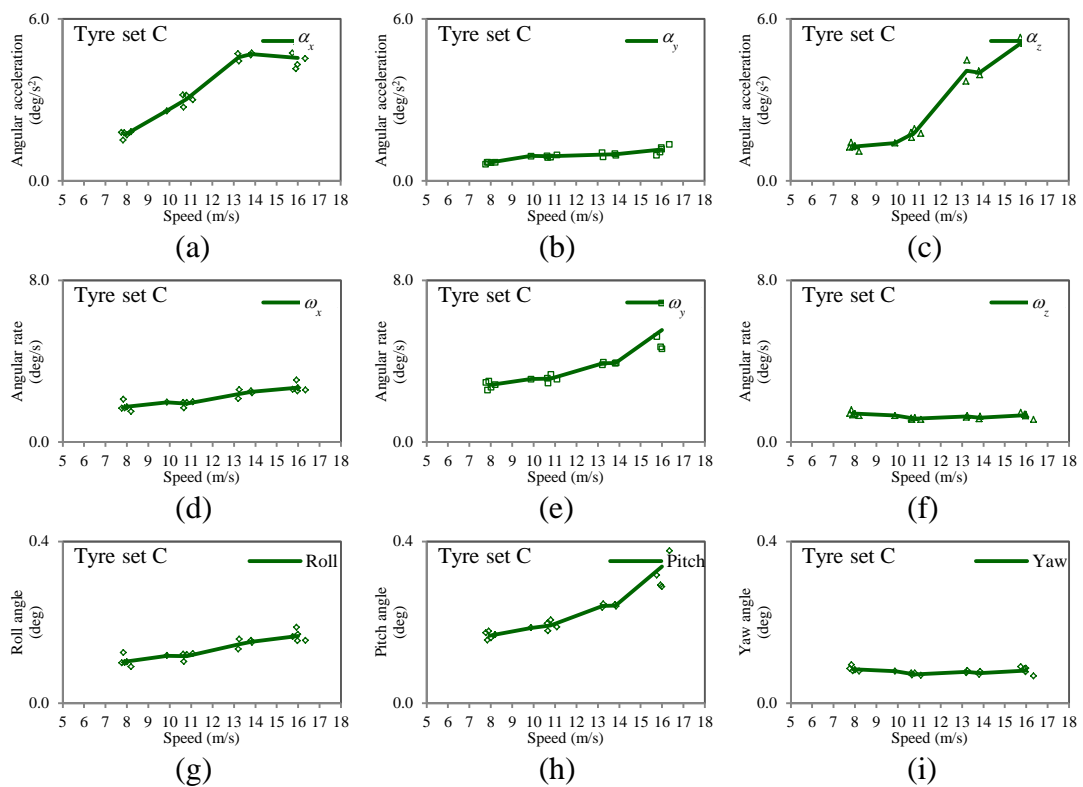 6.0
Tyre set C
αx
Angular acceleration
(deg/s²)
0.0
5 6 7 8 9 10 11 12 13 14 15 16 17 18
Speed (m/s)
(a)
6.0
Tyre set C
αy
Angular acceleration
(deg/s²)
0.0
5 6 7 8 9 10 11 12 13 14 15 16 17 18
Speed (m/s)
(b)
6.0
Tyre set C
αz
Angular acceleration
(deg/s²)
0.0
5 6 7 8 9 10 11 12 13 14 15 16 17 18
Speed (m/s)
(c)
8.0
Tyre set C
ωx
Angular rate
(deg/s)
0.0
5 6 7 8 9 10 11 12 13 14 15 16 17 18
Speed (m/s)
(d)
8.0
Tyre set C
ωy
Angular rate
(deg/s)
0.0
5 6 7 8 9 10 11 12 13 14 15 16 17 18
Speed (m/s)
(e)
8.0
Tyre set C
ωz
Angular rate
(deg/s)
0.0
5 6 7 8 9 10 11 12 13 14 15 16 17 18
Speed (m/s)
(f)
0.4
Tyre set C
Roll
Roll angle
(deg)
0.0
5 6 7 8 9 10 11 12 13 14 15 16 17 18
Speed (m/s)
(g)
0.4
Tyre set C
Pitch
Pitch angle
(deg)
0.0
5 6 7 8 9 10 11 12 13 14 15 16 17 18
Speed (m/s)
(h)
0.4
Tyre set C
Yaw
Yaw angle
(deg)
0.0
5 6 7 8 9 10 11 12 13 14 15 16 17 18
Speed (m/s)
(i)